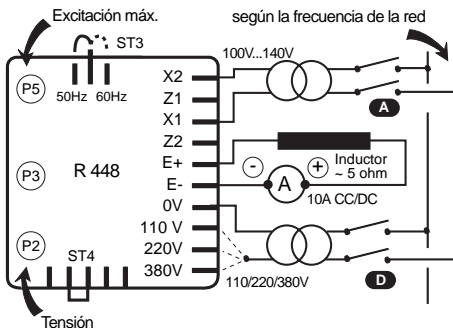 Excitación máx.
según la frecuencia de la red
ST3
100V...140V
P5
50Hz 60Hz
X2
Z1
X1
A
Z2
P3
R 448
E+
Inductor
~ 5 ohm
- A +
E-
10A CC/DC
0V
110 V
P2
220V
ST4
380V
110/220/380V
D
Tensión